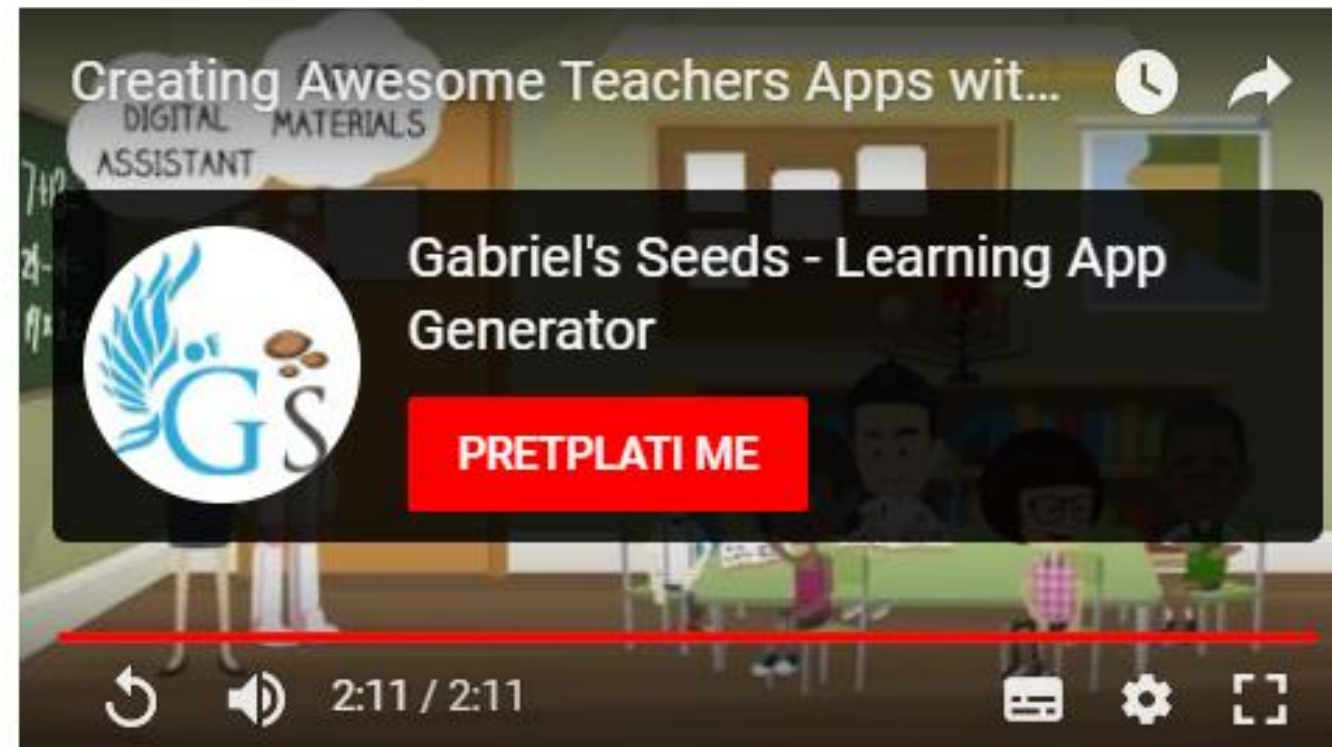 Creating Awesome Teachers Apps wit...
DIGITAL MATERIALS
ASSISTANT
Gabriel's Seeds - Learning App
Generator
GS
PRETPLATI ME
2:11 / 2:11